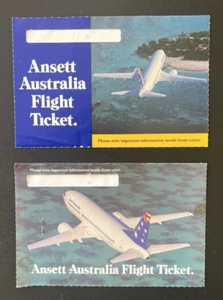 Ansett
Australia
Flight
Ticket.
Please note important information inside front cover.
Please note important information inside front cover.
Ansett Australia Flight Ticket.